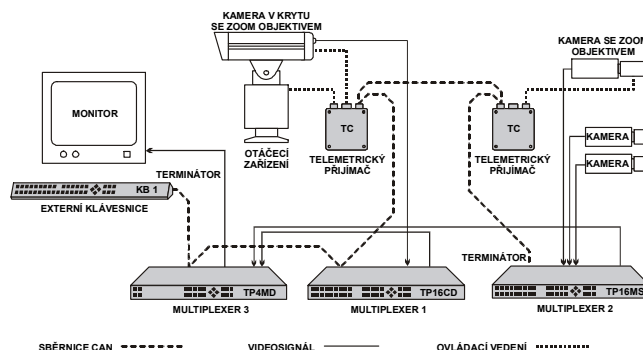 KAMERA V KRYTU
SE ZOOM OBJEKTIVEM
KAMERA SE ZOOM
OBJEKTIVEM
MONITOR
TC
TC
KAMERA
KAMERA
OTÁČECÍ
ZAŘÍZENÍ
TELEMETRICKÝ
PŘIJÍMAČ
TELEMETRICKÝ
PŘIJÍMAČ
TERMINÁTOR
KB 1
EXTERNÍ KLÁVESNICE
TERMINÁTOR
TP4MD
TP16CD
TP16MS
MULTIPLEXER 3
MULTIPLEXER 1
MULTIPLEXER 2
SBĚRNICE CAN
VIDEOSIGNÁL
OVLÁDACÍ VEDENÍ